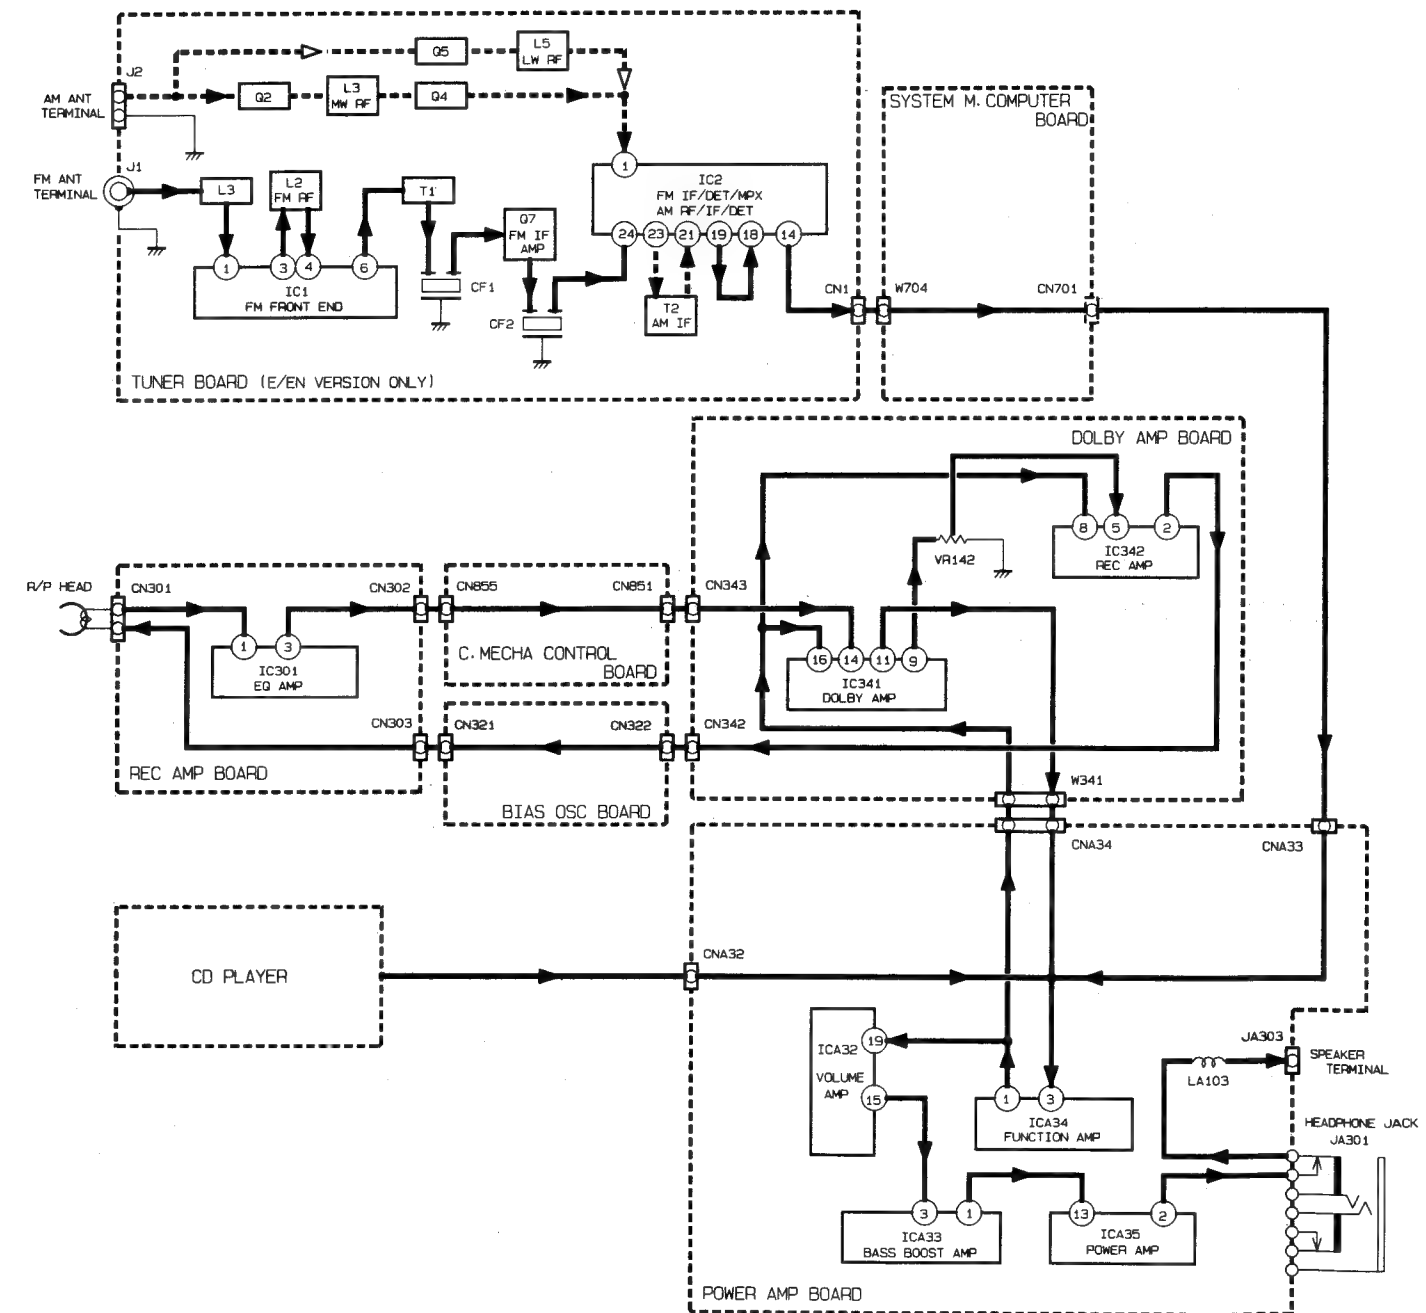 J2
AM ANT
TERMINAL
Q5
L5
LW RF
Q2
L3
MW RF
Q4
J1
FM ANT
TERMINAL
L3
L2
FM RF
T1
1
3
4
6
IC1
FM FRONT END
CF1
Q7
FM IF
AMP
CF2
1
IC2
FM IF/DET/MPX
AM RF/IF/DET
24
23
21
19
18
14
T2
AM IF
CN1
TUNER BOARD (E/EN VERSION ONLY)
SYSTEM M. COMPUTER
BOARD
W704
CN701
DOLBY AMP BOARD
8
5
2
IC342
REC AMP
VR142
R/P HEAD
CN301
CN302
CN855
CN851
CN343
1
3
IC301
EQ AMP
C. MECHA CONTROL
BOARD
16
14
11
9
IC341
DOLBY AMP
CN303
CN321
CN322
CN342
REC AMP BOARD
BIAS OSC BOARD
W341
CNA34
CNA33
CD PLAYER
CNA32
ICA32
VOLUME
AMP
19
15
1
3
ICA34
FUNCTION AMP
JA303
SPEAKER
TERMINAL
LA103
HEADPHONE JACK
JA301
3
1
ICA33
BASS BOOST AMP
13
2
ICA35
POWER AMP
POWER AMP BOARD